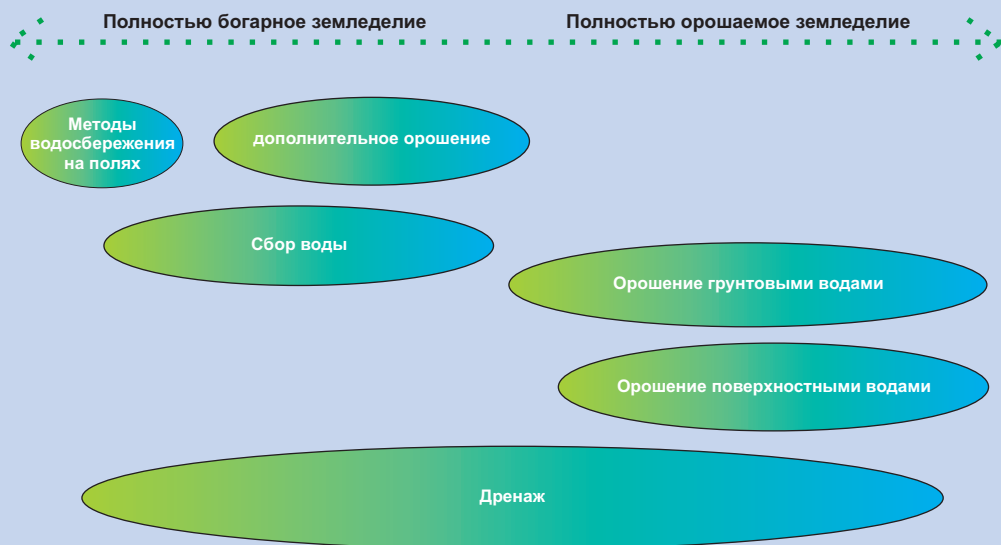 Полностью богарное земледелие
Полностью орошаемое земледелие
Методы
водосбережения
на полях
дополнительное орошение
Сбор воды
Орошение грунтовыми водами
Орошение поверхностными водами
Дренаж